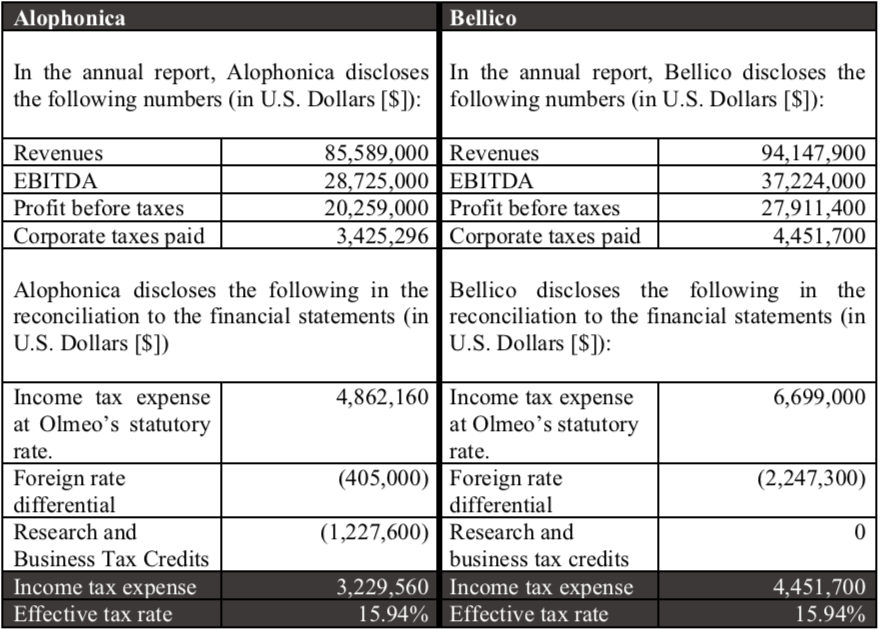 Alophonica
Bellico
In the annual report, Alophonica discloses
the following numbers (in U.S. Dollars [$]):
In the annual report, Bellico discloses the
following numbers (in U.S. Dollars [$]):
Revenues 85,589,000
Revenues 94,147,900
EBITDA 28,725,000
EBITDA 37,224,000
Profit before taxes 20,259,000
Profit before taxes 27,911,400
Corporate taxes paid 3,425,296
Corporate taxes paid 4,451,700
Alophonica discloses the following in the
reconciliation to the financial statements (in
U.S. Dollars [$])
Bellico discloses the following in the
reconciliation to the financial statements (in
U.S. Dollars [$]):
Income tax expense 4,862,160
at Olmeo’s statutory
rate.
Income tax expense 6,699,000
at Olmeo’s statutory
rate.
Foreign rate (405,000)
differential
Foreign rate (2,247,300)
differential
Research and (1,227,600)
Business Tax Credits
Research and 0
business tax credits
Income tax expense 3,229,560
Income tax expense 4,451,700
Effective tax rate 15.94%
Effective tax rate 15.94%